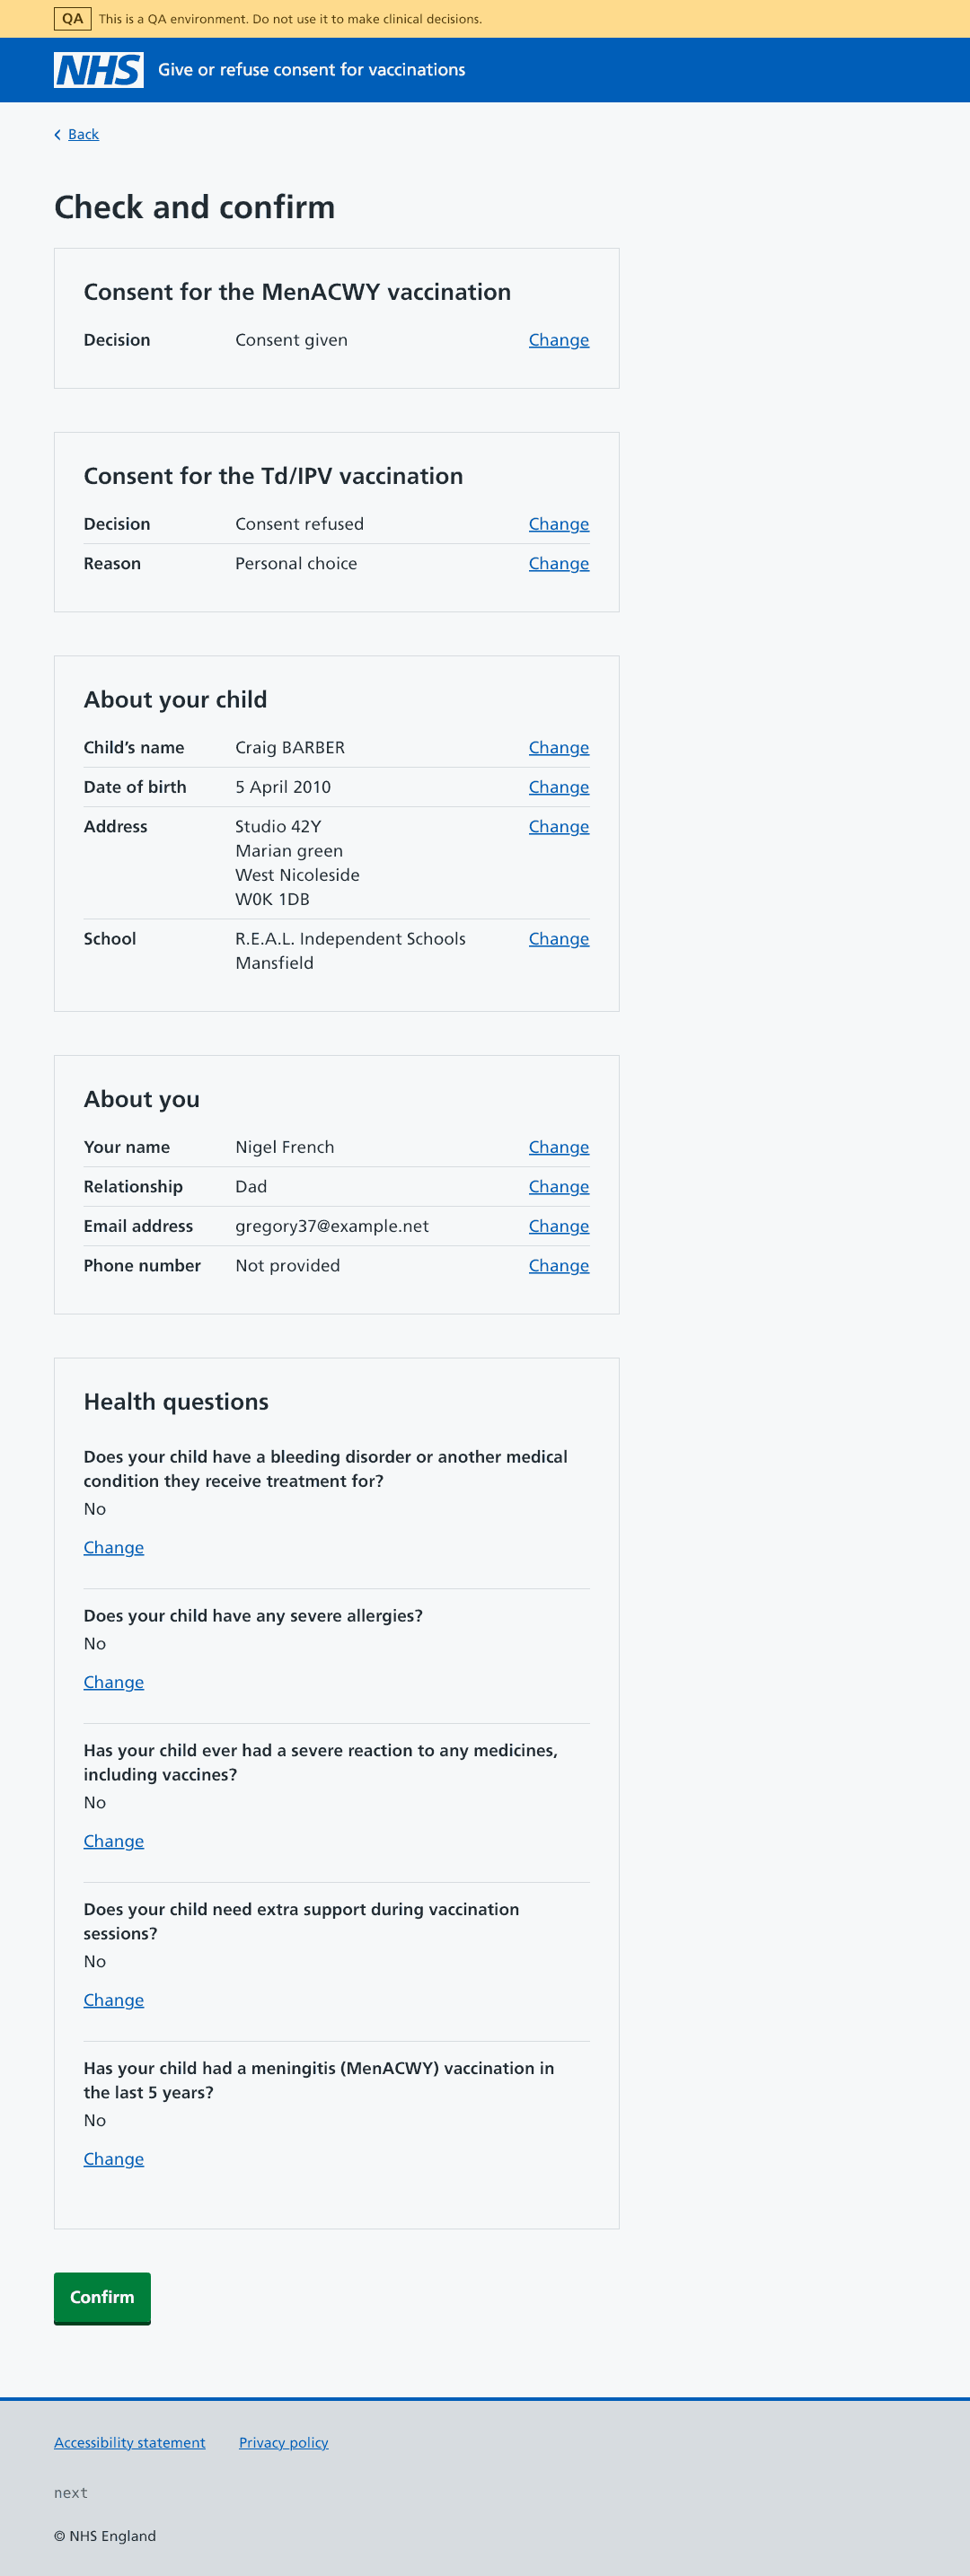 QA This is a QA environment. Do not use it to make clinical decisions.
NHS Give or refuse consent for vaccinations
Back
Check and confirm
Consent for the MenACWY vaccination
Decision Consent given Change
Consent for the Td/IPV vaccination
Decision Consent refused Change
Reason Personal choice Change
About your child
Child’s name Craig BARBER Change
Date of birth 5 April 2010 Change
Address Studio 42Y Change
Marian green
West Nicoleside
W0K 1DB
School R.E.A.L. Independent Schools Change
Mansfield
About you
Your name Nigel French Change
Relationship Dad Change
Email address gregory37@example.net Change
Phone number Not provided Change
Health questions
Does your child have a bleeding disorder or another medical
condition they receive treatment for?
No
Change
Does your child have any severe allergies?
No
Change
Has your child ever had a severe reaction to any medicines,
including vaccines?
No
Change
Does your child need extra support during vaccination
sessions?
No
Change
Has your child had a meningitis (MenACWY) vaccination in
the last 5 years?
No
Change
Confirm
Accessibility statement Privacy policy
next
© NHS England